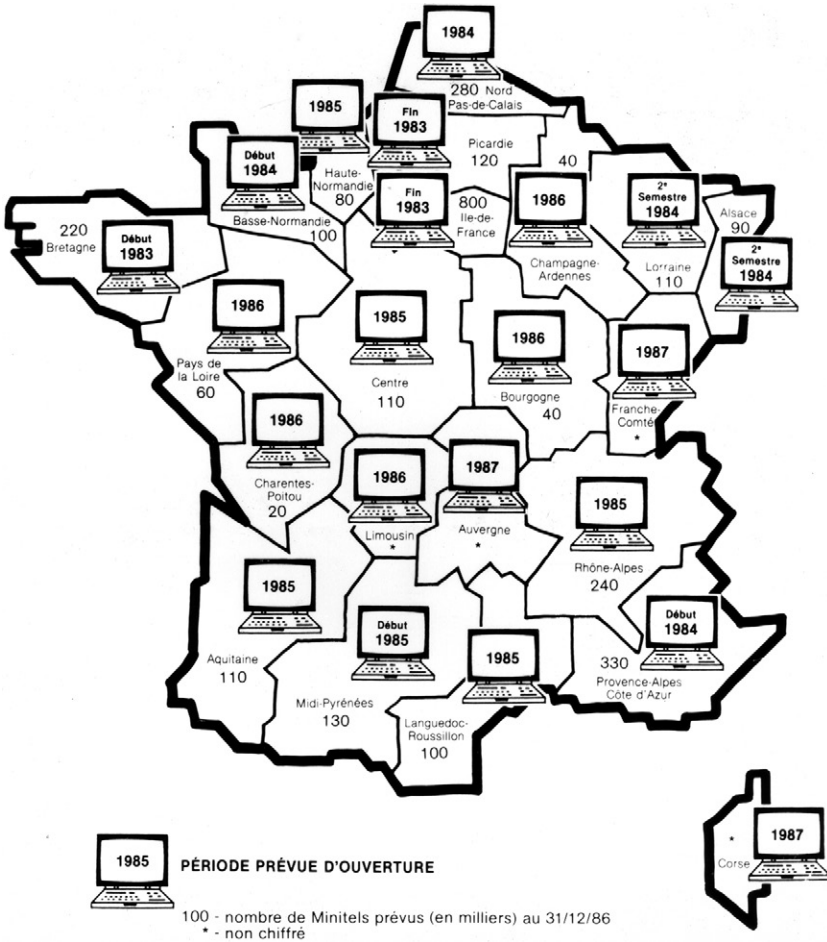 1984
280 Nord
Pas-de-Calais
1985
Fin
1983
Picardie
120
Début
1984
Haute-
Normandie
80
Basse-Normandie
100
Fin
1983
800
Ile-de-
France
40
1986
Champagne-
Ardennes
2e
Semestre
1984
Lorraine
110
Alsace
90
2e
Semestre
1984
220
Bretagne
Début
1983
1986
Pays de
la Loire
60
1985
Centre
110
1986
Bourgogne
40
1987
Franche-
Comté
*
1986
Charentes-
Poitou
20
1986
Limousin
*
1987
Auvergne
*
1985
Rhône-Alpes
240
1985
Aquitaine
110
Début
1985
Midi-Pyrénées
130
1985
Languedoc-
Roussillon
100
Début
1984
330
Provence-Alpes
Côte d'Azur
1987
*
Corse
1985
PÉRIODE PRÉVUE D'OUVERTURE
100 - nombre de Minitels prévus (en milliers) au 31/12/86
* - non chiffré